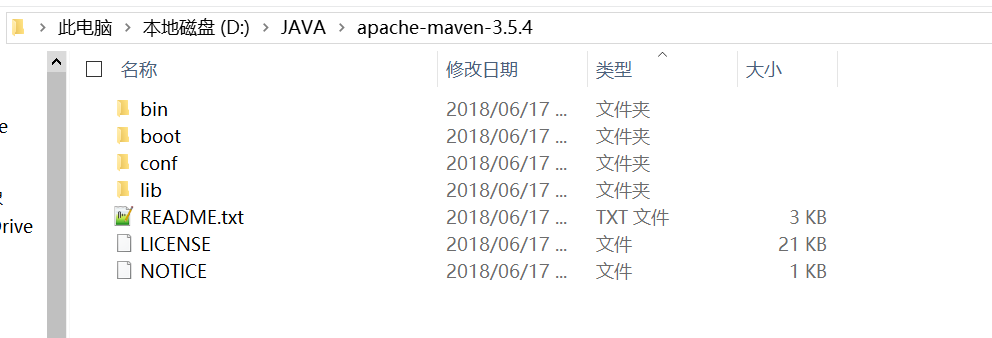 此电脑 > 本地磁盘 (D:) > JAVA > apache-maven-3.5.4
名称 修改日期 类型 大小
bin 2018/06/17 ... 文件夹
boot 2018/06/17 ... 文件夹
conf 2018/06/17 ... 文件夹
lib 2018/06/17 ... 文件夹
README.txt 2018/06/17 ... TXT 文件 3 KB
LICENSE 2018/06/17 ... 文件 21 KB
NOTICE 2018/06/17 ... 文件 1 KB
e
Drive